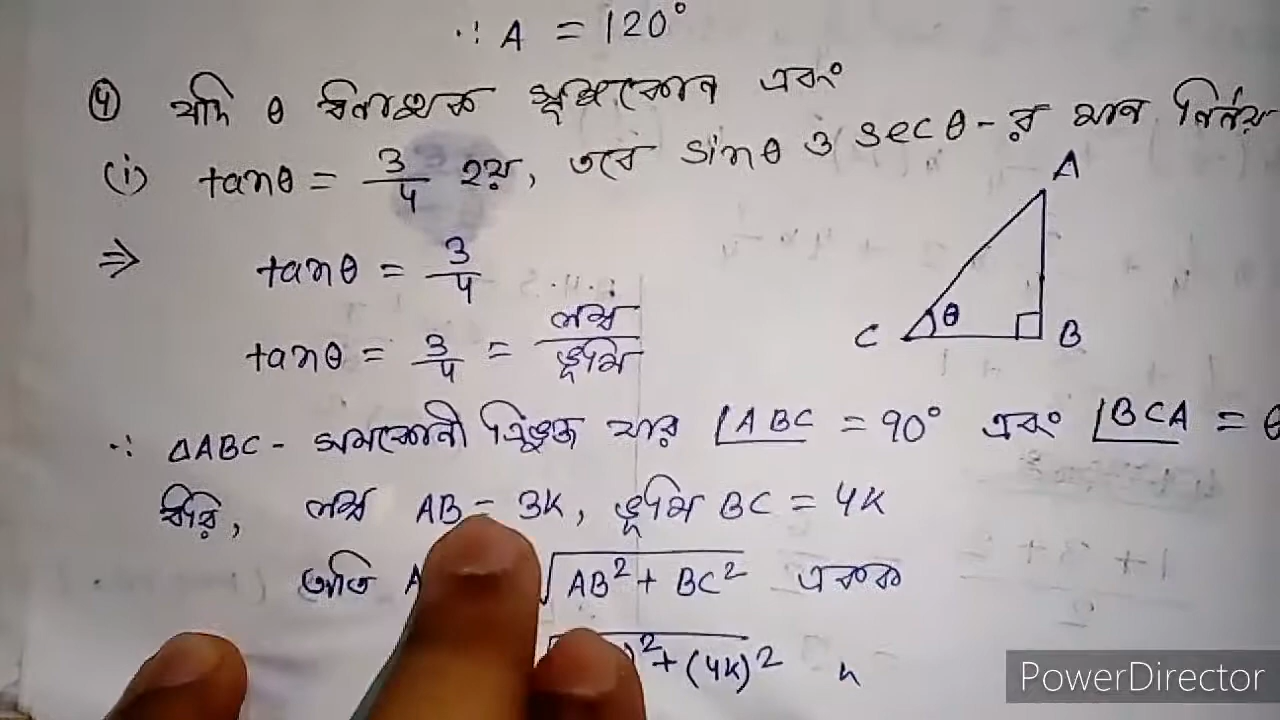 ∴ A = 120°
(4) যদি θ ধনাত্মক সূক্ষ্মকোণ এবং
(i) tanθ = 3/4 হয়, তবে sinθ ও secθ-র মান নির্ণয়
⇒ tanθ = 3/4
tanθ = 3/4 = লম্ব/ভূমি
A
C θ B
∴ ΔABC- সমকোনী ত্রিভুজ যার ∠ABC = 90° এবং ∠BCA = θ
ধরি, লম্ব AB = 3k, ভূমি BC = 4k
অতি A √AB² + BC² একক
)² + (4k)² "
PowerDirector